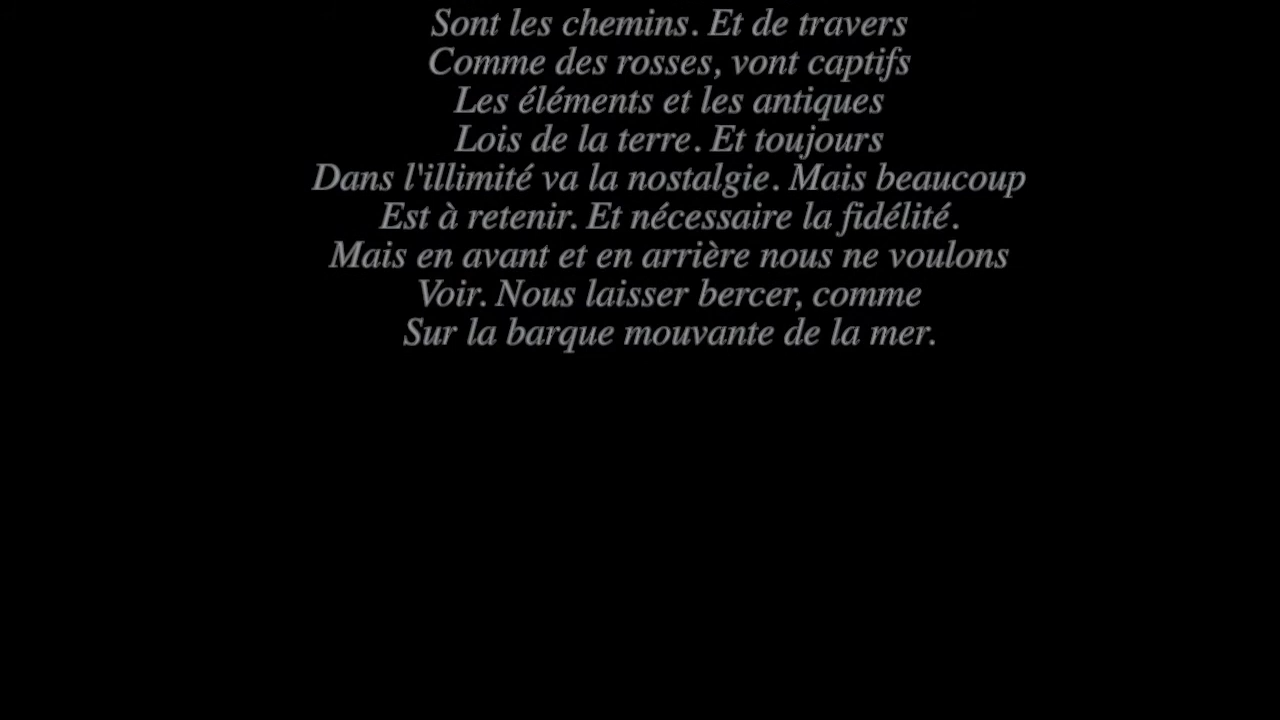 Sont les chemins. Et de travers
Comme des rosses, vont captifs
Les éléments et les antiques
Lois de la terre. Et toujours
Dans l'illimité va la nostalgie. Mais beaucoup
Est à retenir. Et nécessaire la fidélité.
Mais en avant et en arrière nous ne voulons
Voir. Nous laisser bercer, comme
Sur la barque mouvante de la mer.